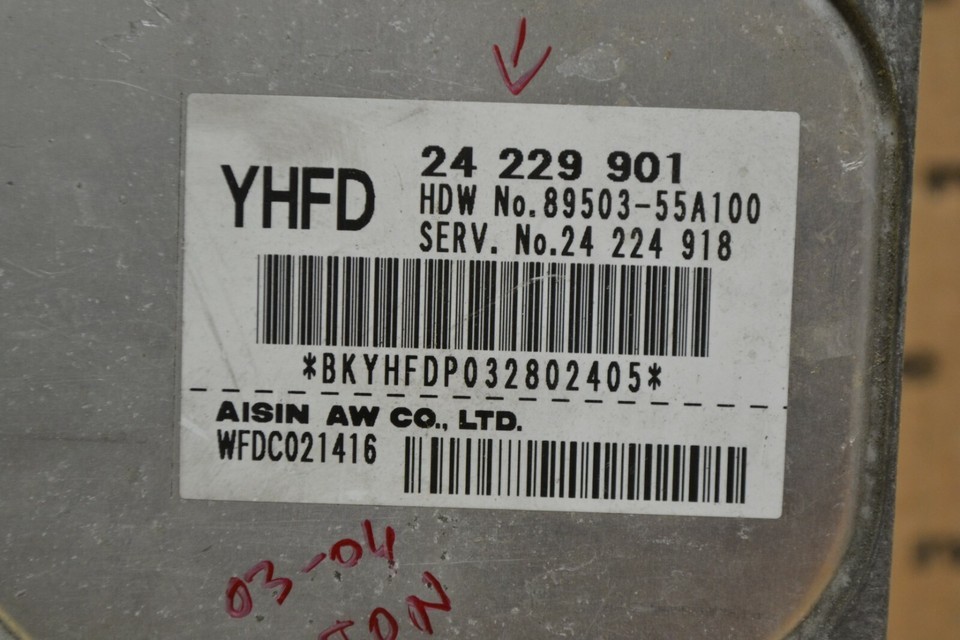 YHFD
24 229 901
HDW No.89503-55A100
SERV. No.24 224 918
*BKYHFDP032802405*
AISIN AW CO., LTD.
WFDC021416
03-04